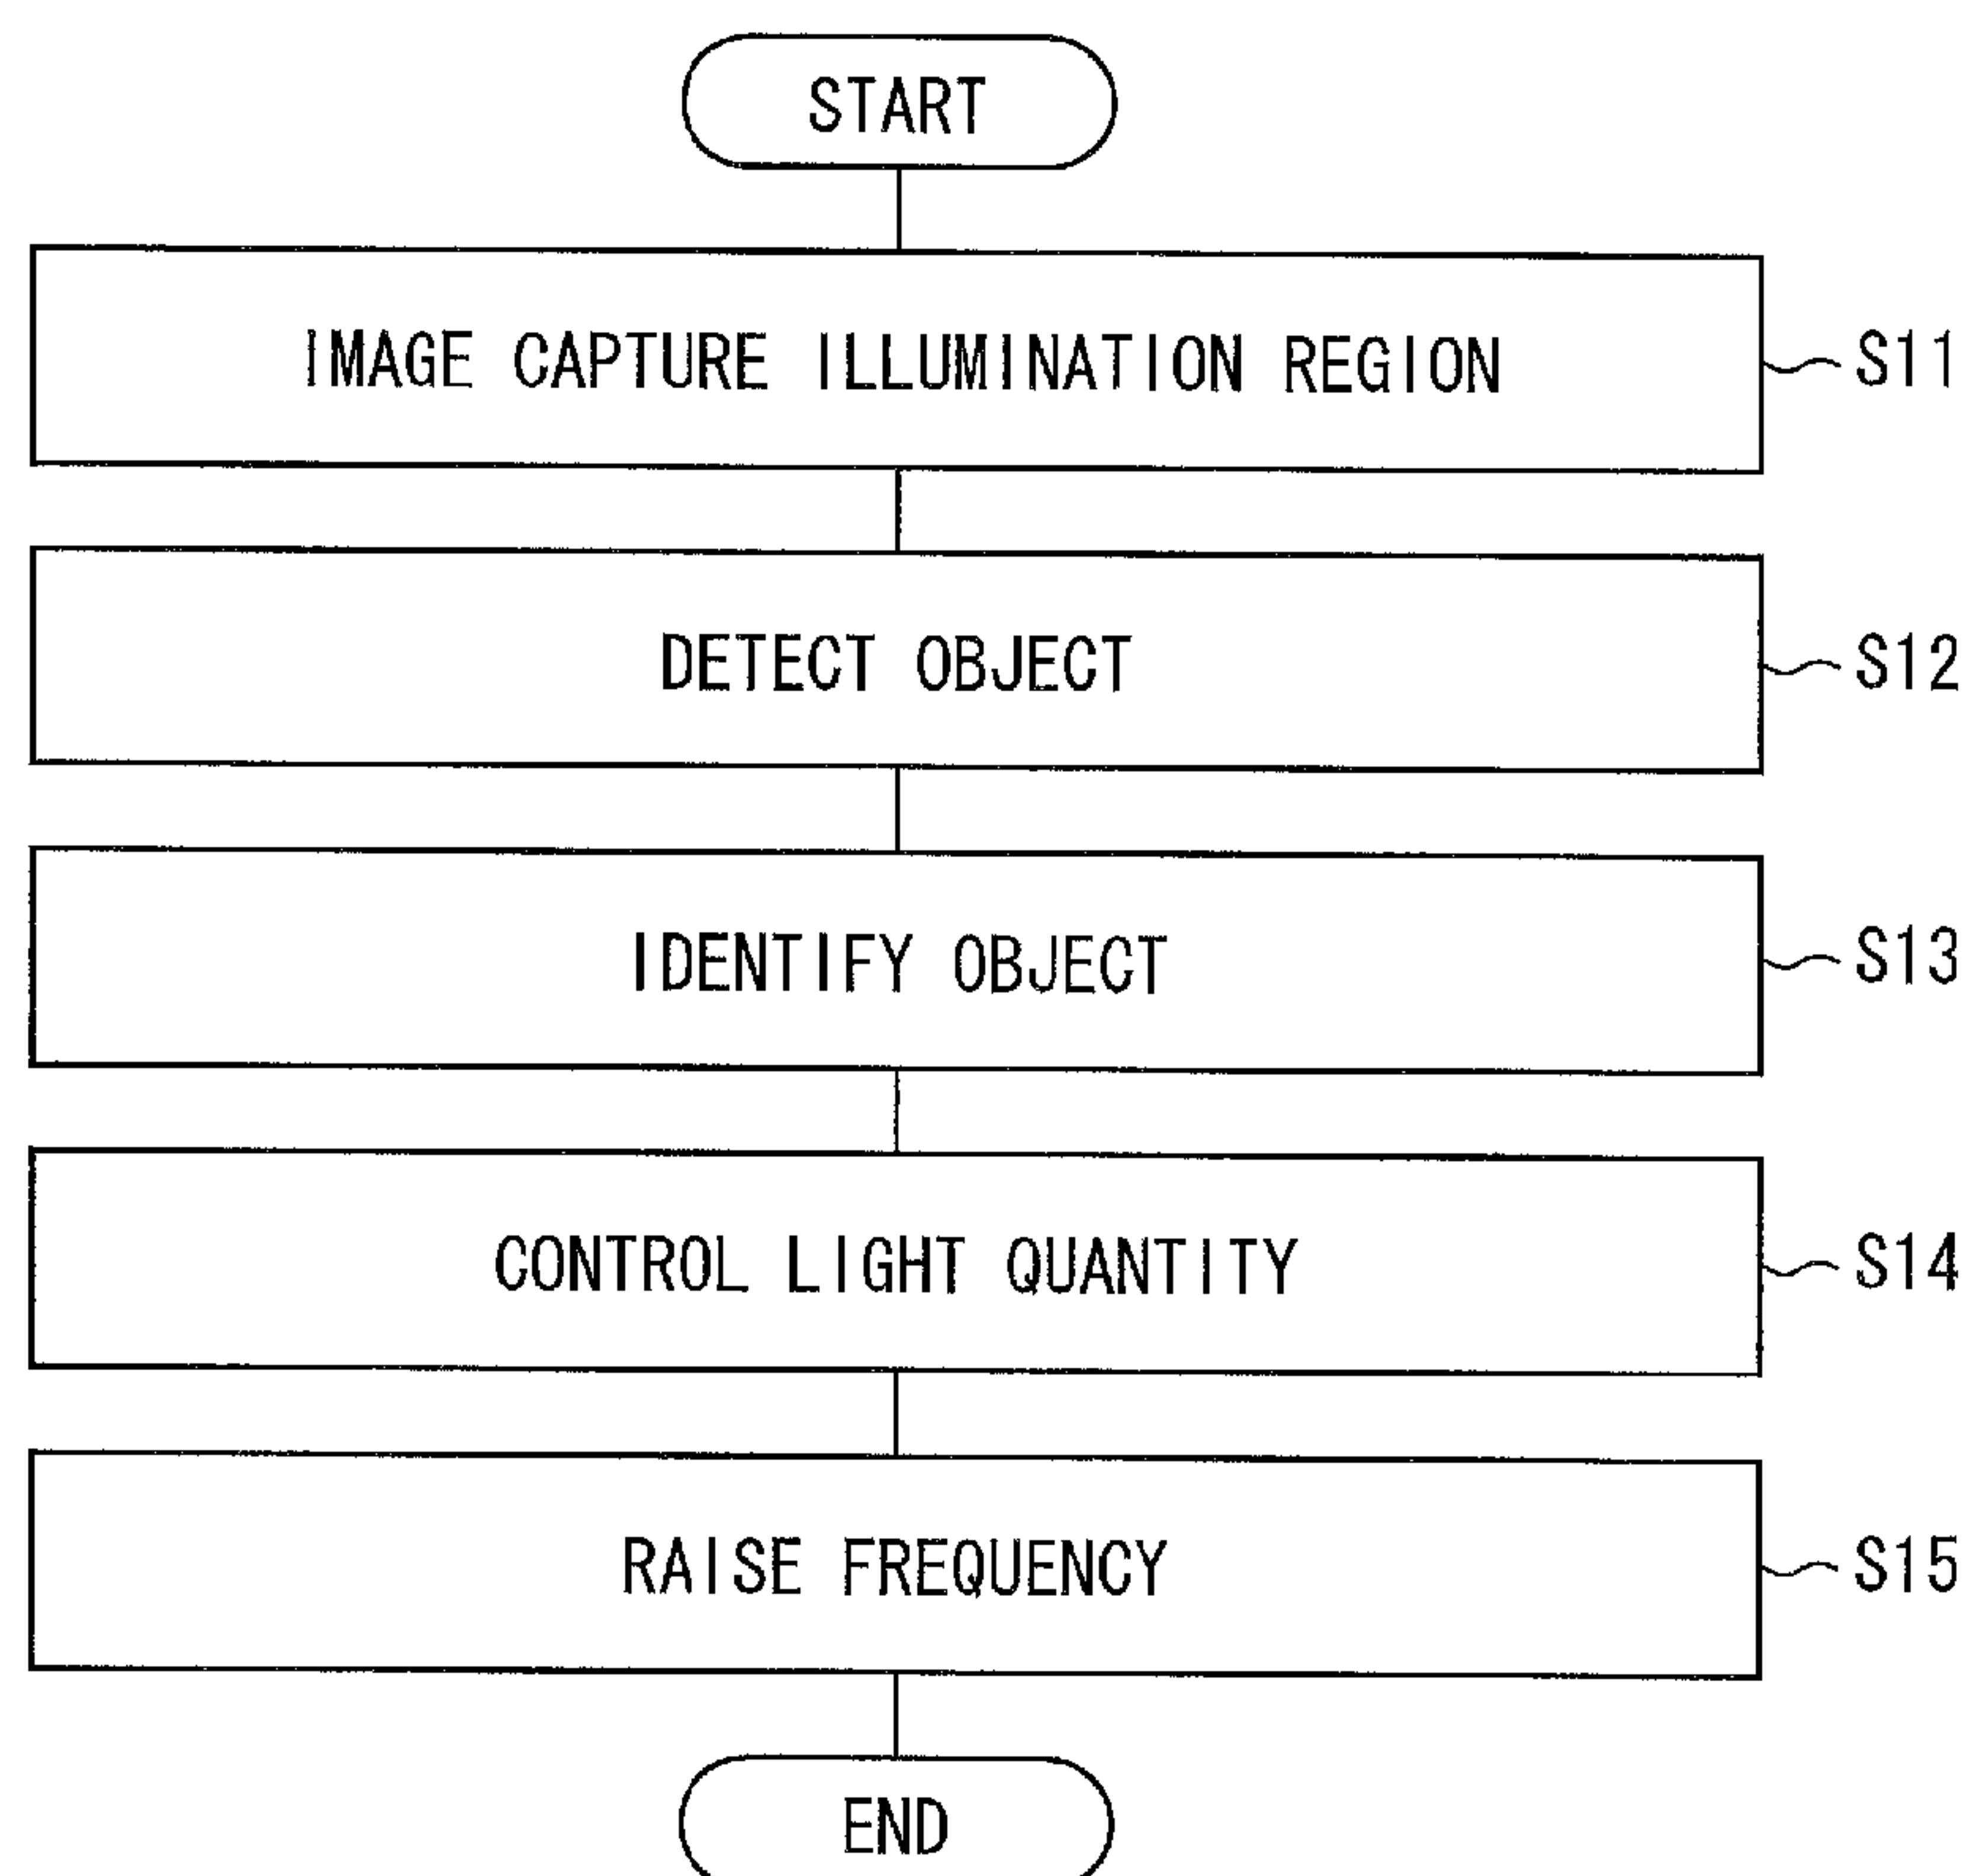 START
IMAGE CAPTURE ILLUMINATION REGION S11
DETECT OBJECT S12
IDENTIFY OBJECT S13
CONTROL LIGHT QUANTITY S14
RAISE FREQUENCY S15
END